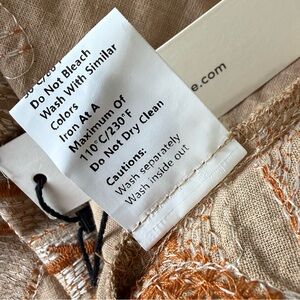 Do Not Bleach
Wash With Similar
Colors
Iron At A
Maximum Of
110°C/230°F
Do Not Dry Clean
Cautions:
Wash separately
Wash inside out
e.com